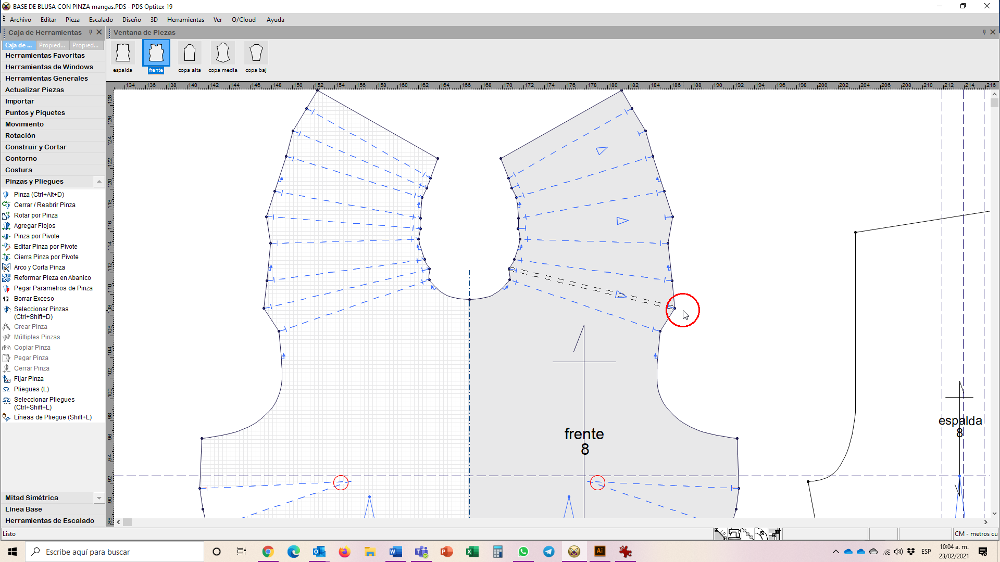 BASE DE BLUSA CON PINZA mangas.PDS - PDS Optitex 19
Archivo Editar Pieza Escalado Diseño 3D Herramientas Ver O/Cloud Ayuda
Caja de Herramientas
Ventana de Piezas
Caja de ... Propied... Propied...
Herramientas Favoritas
Herramientas de Windows
Herramientas Generales
Actualizar Piezas
Importar
Puntos y Piquetes
Movimiento
Rotación
Construir y Cortar
Contorno
Costura
Pinzas y Pliegues
Pinza (Ctrl+Alt+D)
Cerrar / Reabrir Pinza
Rotar por Pinza
Agregar Flojos
Pinza por Pivote
Editar Pinza por Pivote
Cierra Pinza por Pivote
Arco y Corta Pinza
Reformar Pieza en Abanico
Pegar Parametros de Pinza
Borrar Exceso
Seleccionar Pinzas
(Ctrl+Shift+D)
Crear Pinza
Múltiples Pinzas
Copiar Pinza
Pegar Pinza
Cerrar Pinza
Fijar Pinza
Pliegues (L)
Seleccionar Pliegues
(Ctrl+Shift+L)
Líneas de Pliegue (Shift+L)
Mitad Simétrica
Línea Base
Herramientas de Escalado
espalda frente copa alta copa media copa baj
134 136 138 140 142 144 146 148 150 152 154 156 158 160 162 164 166 168 170 172 174 176 178 180 182 184 186 188 190 192 194 196 198 200 202 204 206 208 210 212 214 216
128
126
124
122
120
118
116
114
112
110
108
106
104
102
100
98
96
94
92
90
88
frente
8
espalda
8
Listo
CM - metros cu
Escribe aquí para buscar
ESP
10:04 a. m.
23/02/2021